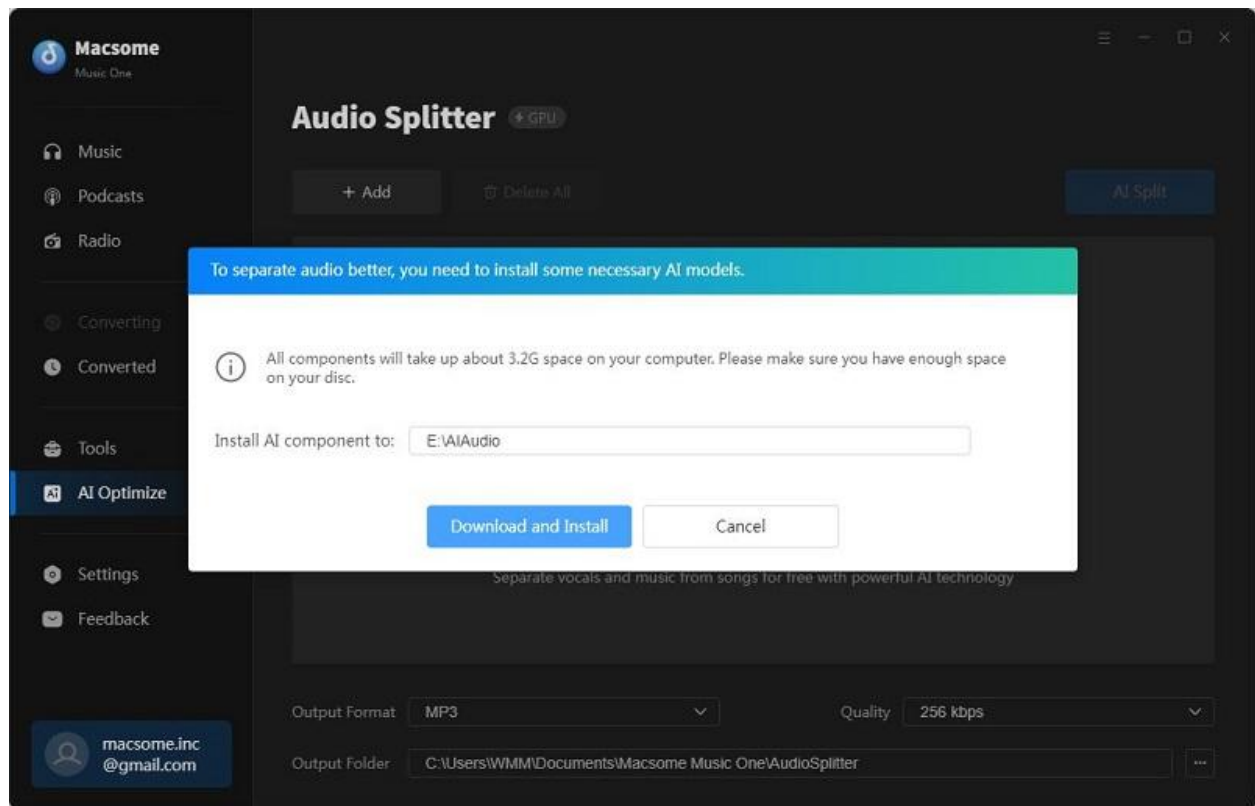 Macsome
Music One
Audio Splitter
GPU
Music
Podcasts
Radio
+ Add
Delete All
AI Split
To separate audio better, you need to install some necessary AI models.
Converting
Converted
All components will take up about 3.2G space on your computer. Please make sure you have enough space
on your disc.
Install AI component to:
E:\AIAudio
Tools
AI Optimize
Download and Install
Cancel
Separate vocals and music from songs for free with powerful AI technology
Settings
Feedback
Output Format
MP3
Quality
256 kbps
macsome.inc
@gmail.com
Output Folder
C:\Users\WMM\Documents\Macsome Music One\AudioSplitter